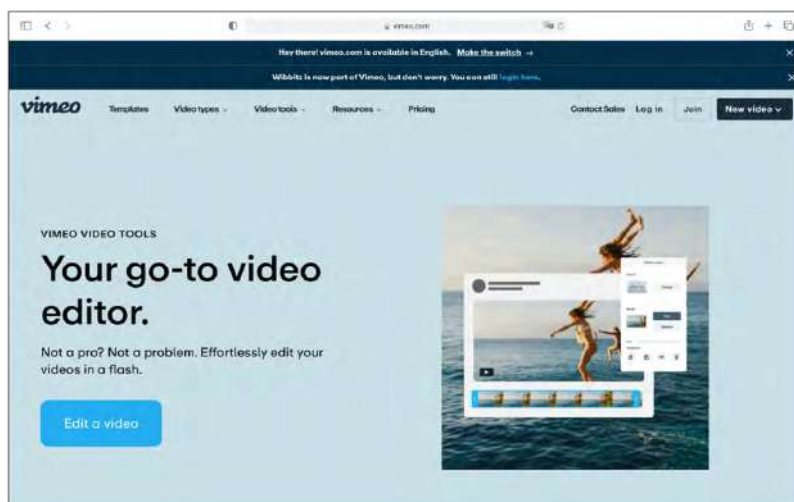 vimeo.com
Hey there! vimeo.com is available in English. Make the switch →
Wibbitz is now part of Vimeo, but don't worry. You can still login here.
vimeo Templates Video types Video tools Resources Pricing Contact Sales Log in Join New video
VIMEO VIDEO TOOLS
Your go-to video
editor.
Not a pro? Not a problem. Effortlessly edit your
videos in a flash.
Edit a video